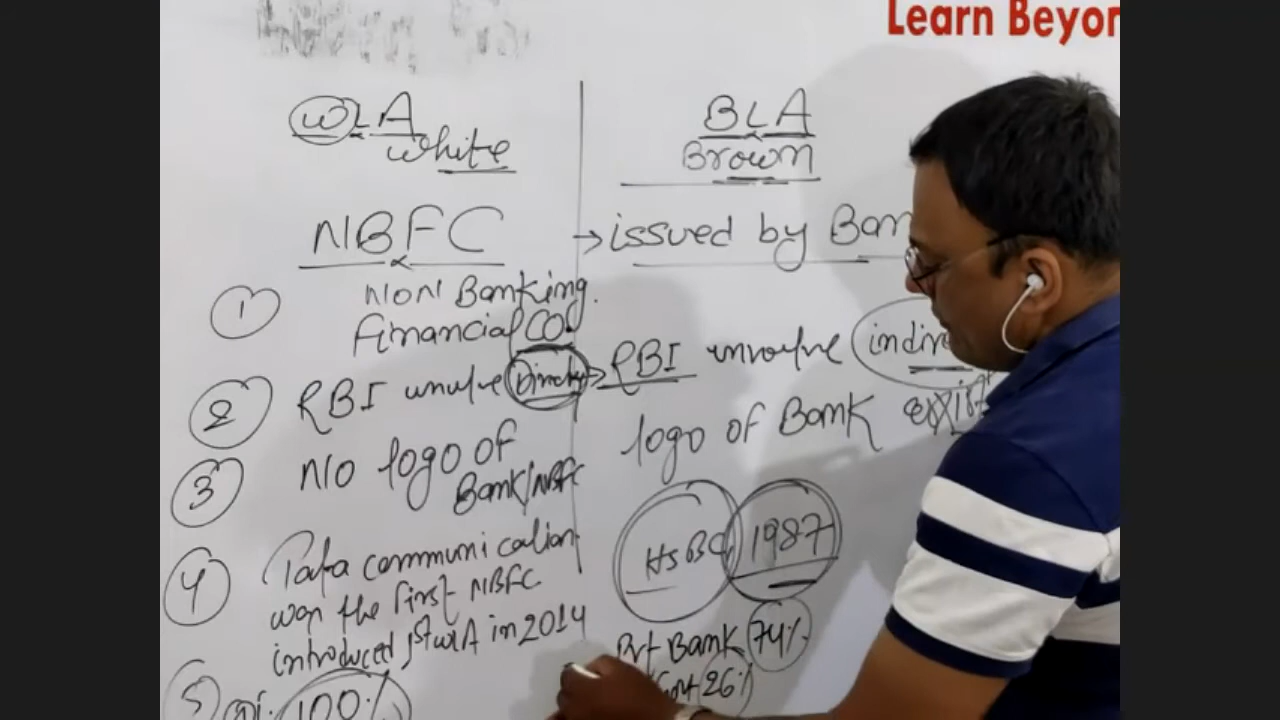 Learn Beyon
WLA
white
BLA
Brown
NBFC
→ issued by Ban
①
NON Banking
Financial CO.
② RBI Directly → RBI involve indire
③ NO logo of
Bank/NBFC
logo of Bank exist
④ Tata communication
won the first NBFC
introduced 1st WLA in 2014
HSBC, 1987
Pvt Bank 74%
Govt 26%
⑤ 100%